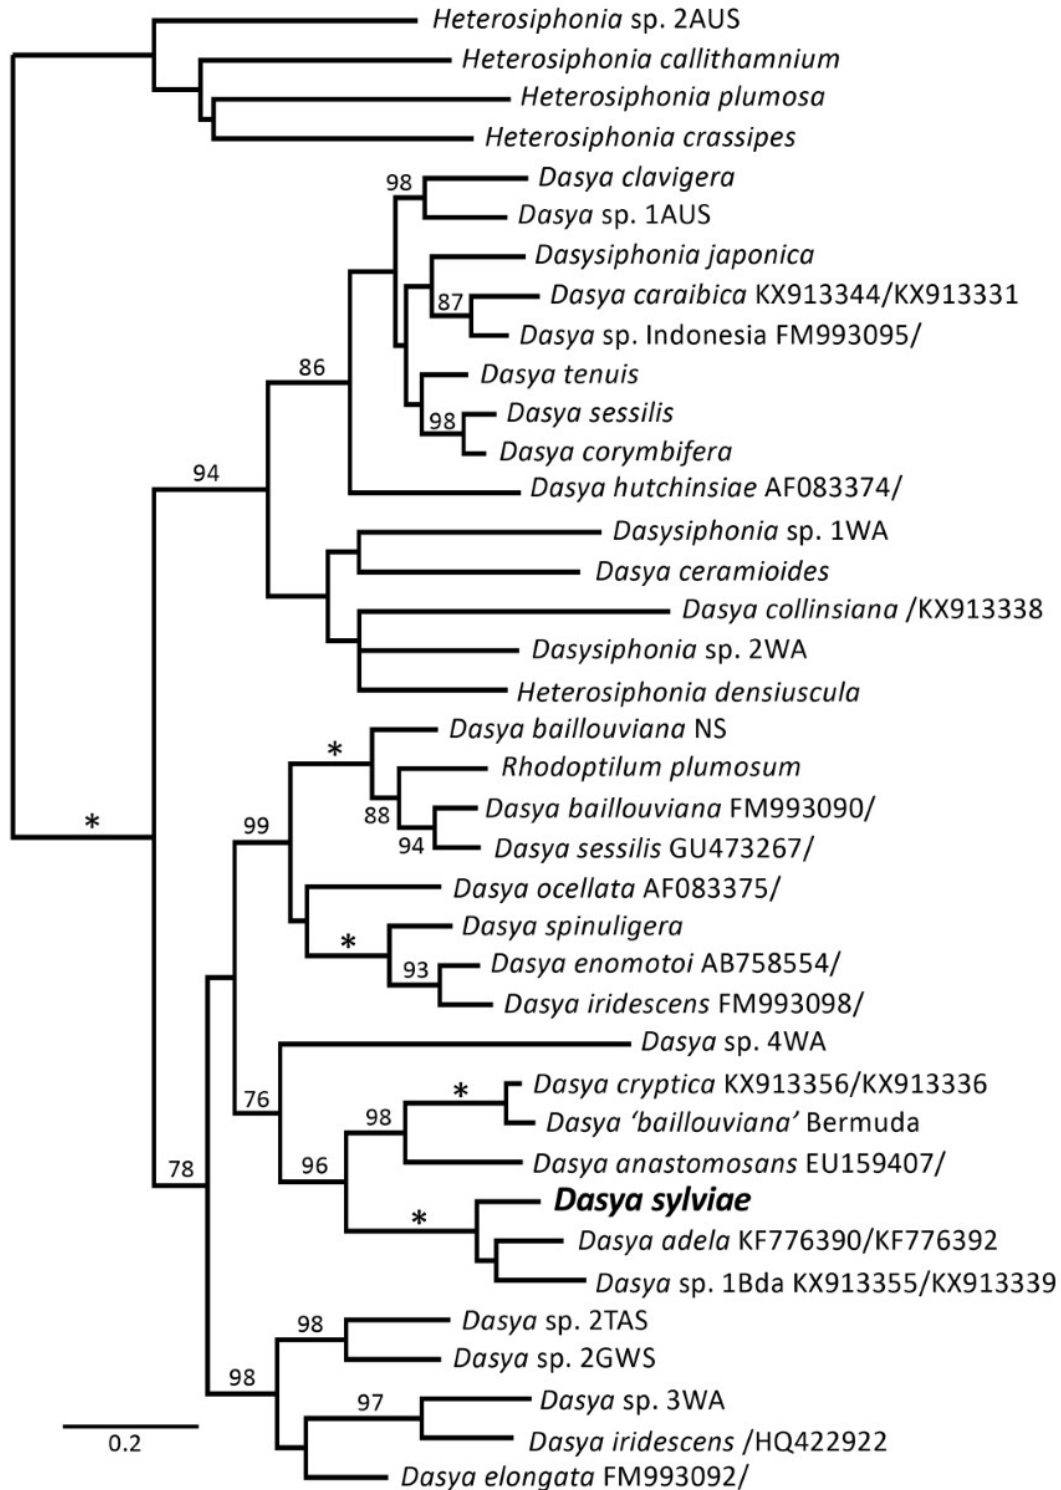 Heterosiphonia sp. 2AUS
Heterosiphonia callithamnium
Heterosiphonia plumosa
Heterosiphonia crassipes
98
Dasya clavigera
Dasya sp. 1AUS
Dasysiphonia japonica
87
Dasya caraibica KX913344/KX913331
Dasya sp. Indonesia FM993095/
86
Dasya tenuis
98
Dasya sessilis
Dasya corymbifera
94
Dasya hutchinsiae AF083374/
Dasysiphonia sp. 1WA
Dasya ceramioides
Dasya collinsiana /KX913338
Dasysiphonia sp. 2WA
Heterosiphonia densiuscula
*
Dasya baillouviana NS
Rhodoptilum plumosum
88
Dasya baillouviana FM993090/
*
99
94
Dasya sessilis GU473267/
Dasya ocellata AF083375/
*
Dasya spinuligera
93
Dasya enomotoi AB758554/
Dasya iridescens FM993098/
Dasya sp. 4WA
76
*
Dasya cryptica KX913356/KX913336
98
Dasya ‘baillouviana’ Bermuda
78
96
Dasya anastomosans EU159407/
*
Dasya sylviae
Dasya adela KF776390/KF776392
Dasya sp. 1Bda KX913355/KX913339
98
Dasya sp. 2TAS
Dasya sp. 2GWS
98
97
Dasya sp. 3WA
0.2
Dasya iridescens /HQ422922
Dasya elongata FM993092/